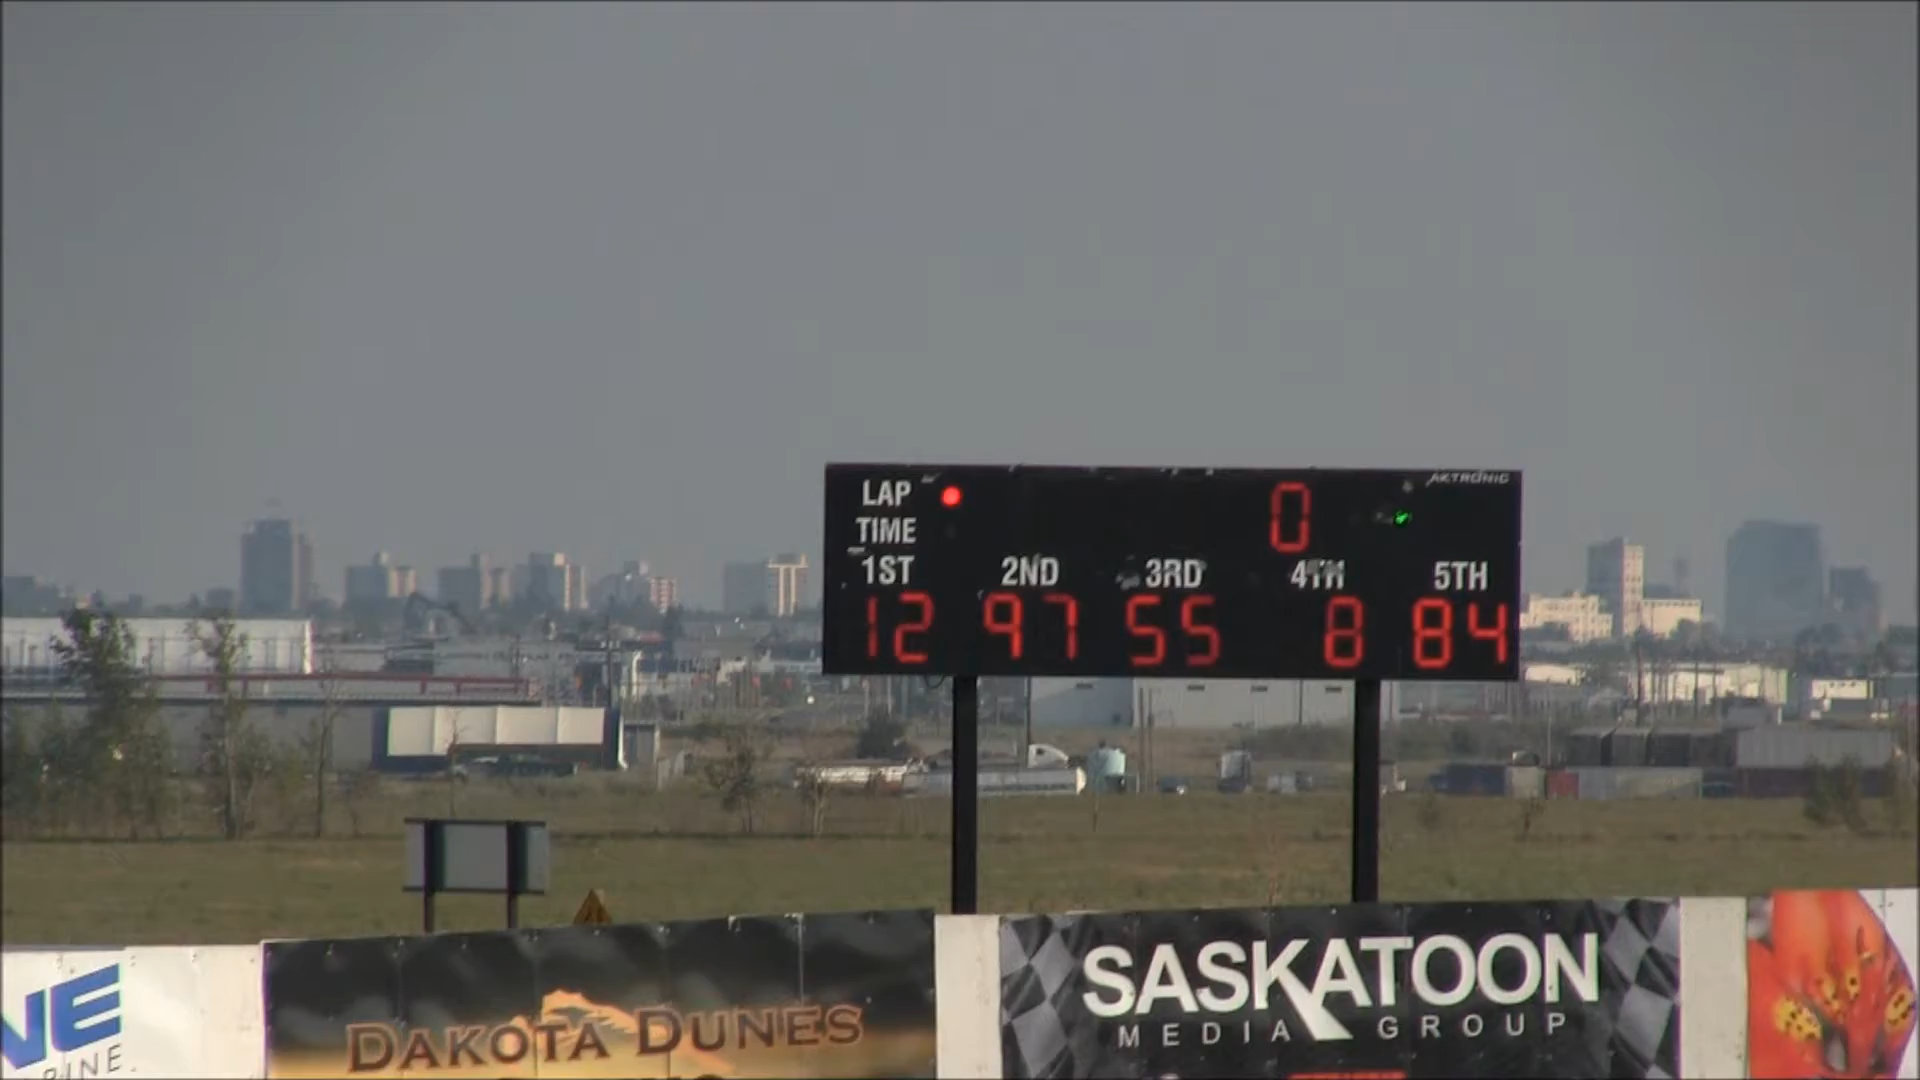 LAP 0
TIME
1ST 2ND 3RD 4TH 5TH
12 97 55 8 84
NE
DAKOTA DUNES
SASKATOON
MEDIA GROUP